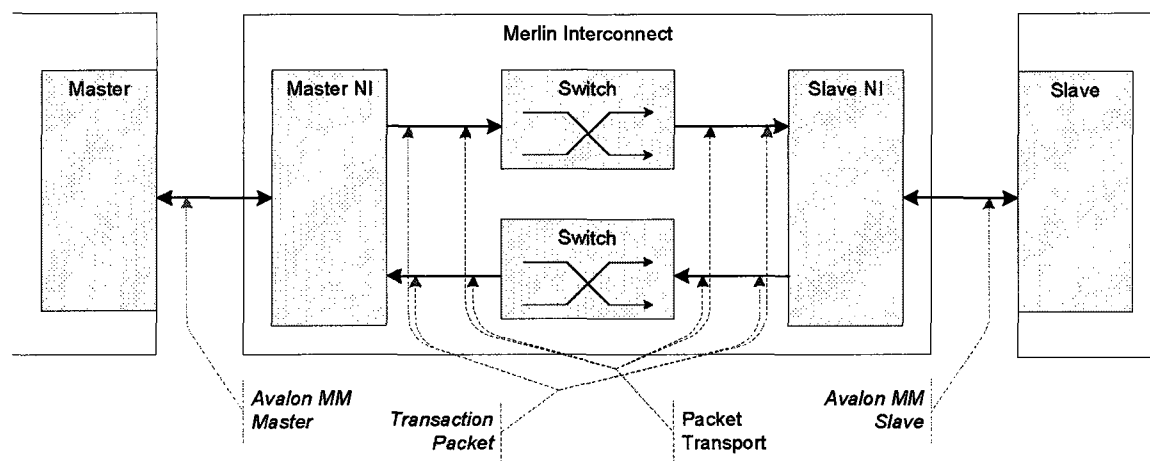 Merlin Interconnect
Master
Master NI
Switch
Slave NI
Slave
Switch
Avalon MM
Master
Transaction
Packet
Packet
Transport
Avalon MM
Slave